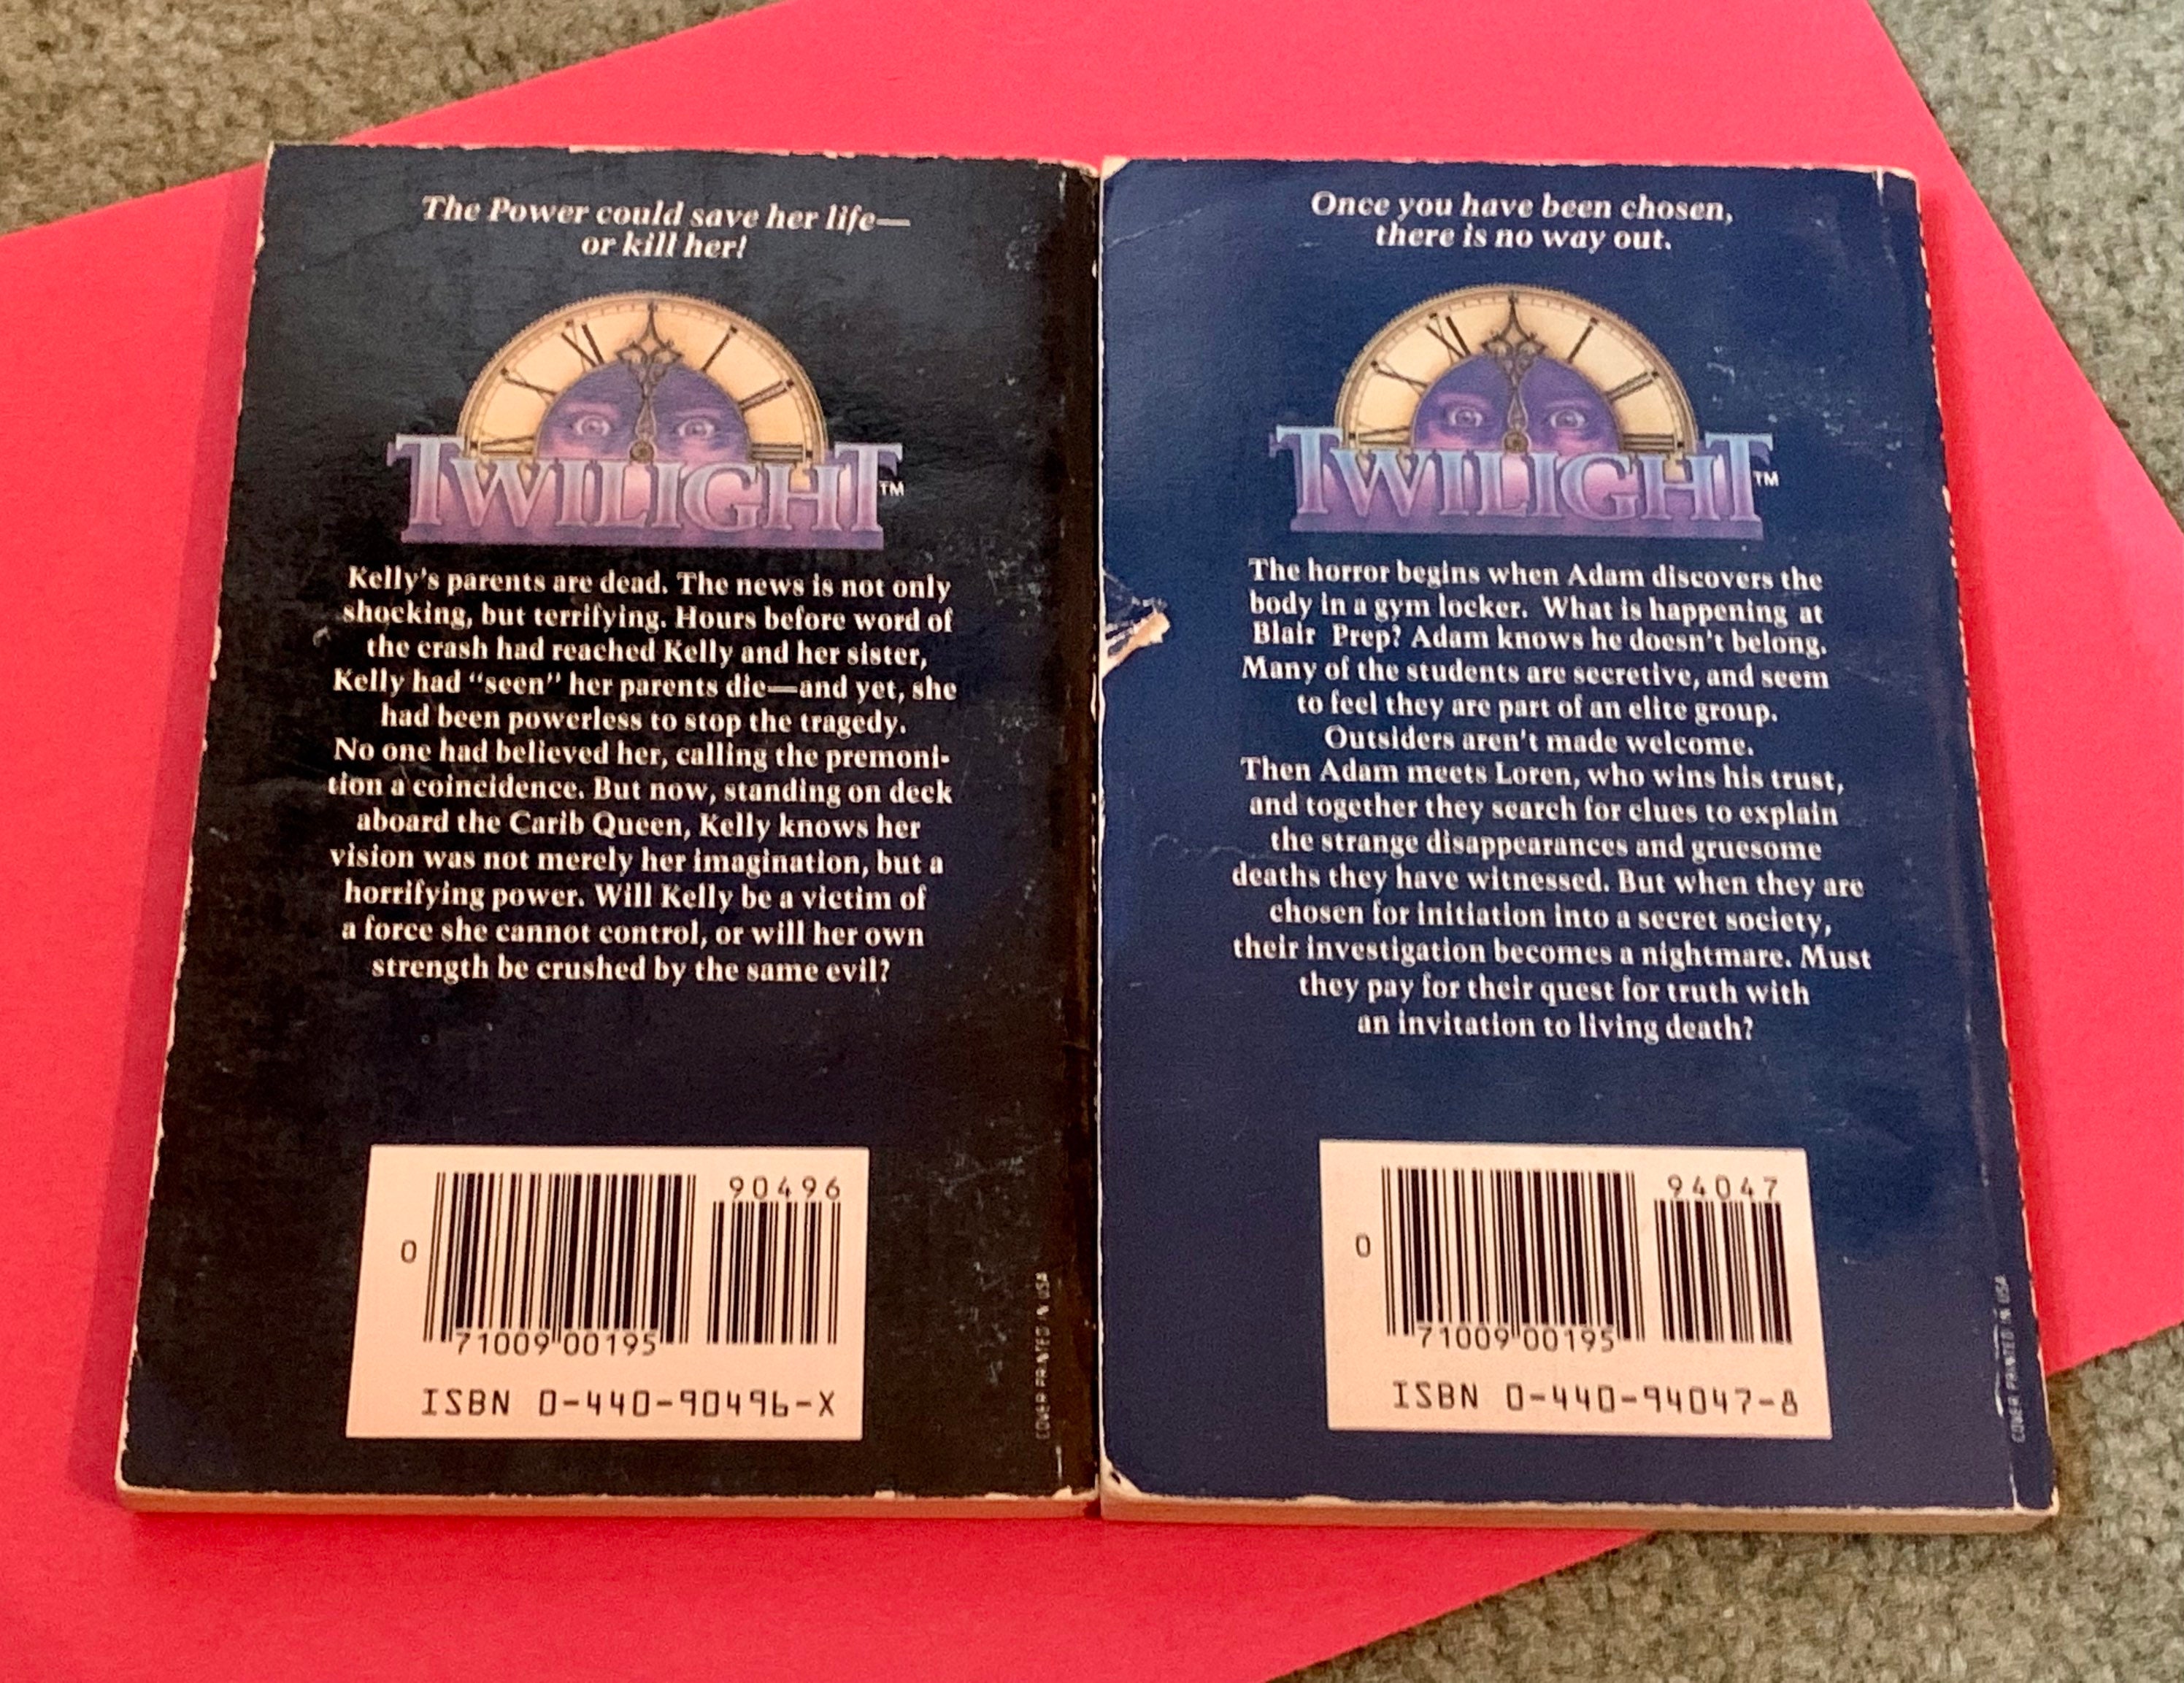 The Power could save her life—
or kill her!
XI I
TWILIGHT™
Kelly's parents are dead. The news is not only
shocking, but terrifying. Hours before word of
the crash had reached Kelly and her sister,
Kelly had "seen" her parents die—and yet, she
had been powerless to stop the tragedy.
No one had believed her, calling the premoni-
tion a coincidence. But now, standing on deck
aboard the Carib Queen, Kelly knows her
vision was not merely her imagination, but a
horrifying power. Will Kelly be a victim of
a force she cannot control, or will her own
strength be crushed by the same evil?
90496
0
71009 00195
ISBN 0-440-90496-X
COVER PRINTED IN USA
Once you have been chosen,
there is no way out.
XI I
TWILIGHT™
The horror begins when Adam discovers the
body in a gym locker. What is happening at
Blair Prep? Adam knows he doesn't belong.
Many of the students are secretive, and seem
to feel they are part of an elite group.
Outsiders aren't made welcome.
Then Adam meets Loren, who wins his trust,
and together they search for clues to explain
the strange disappearances and gruesome
deaths they have witnessed. But when they are
chosen for initiation into a secret society,
their investigation becomes a nightmare. Must
they pay for their quest for truth with
an invitation to living death?
94047
0
71009 00195
ISBN 0-440-94047-8
COVER PRINTED IN USA